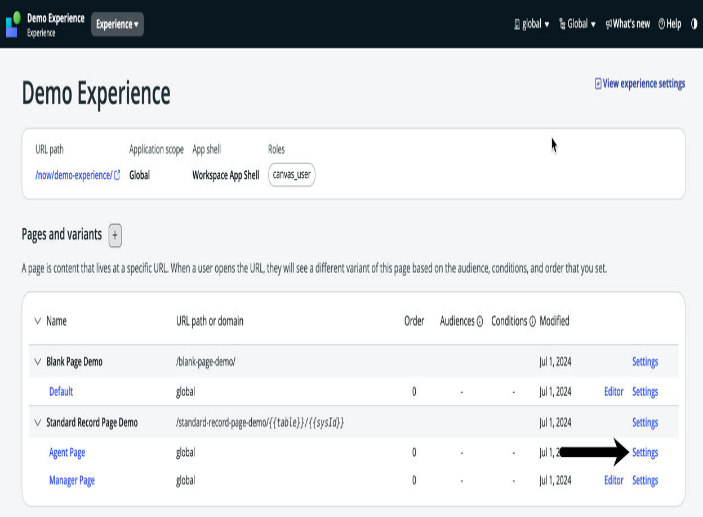 Demo Experience
Experience
Experience ▾
global ▾
Global ▾
What's new
Help
Demo Experience
View experience settings
URL path Application scope App shell Roles
/now/demo-experience/ Global Workspace App Shell canvas_user
Pages and variants +
A page is content that lives at a specific URL. When a user opens the URL, they will see a different variant of this page based on the audience, conditions, and order that you set.
Name URL path or domain Order Audiences Conditions Modified
Blank Page Demo /blank-page-demo/ Jul 1, 2024 Settings
Default global 0 - - Jul 1, 2024 Editor Settings
Standard Record Page Demo /standard-record-page-demo/{{table}}/{{sysId}} Jul 1, 2024 Settings
Agent Page global 0 - - Jul 1, Settings
Manager Page global 0 - - Jul 1, 2024 Editor Settings